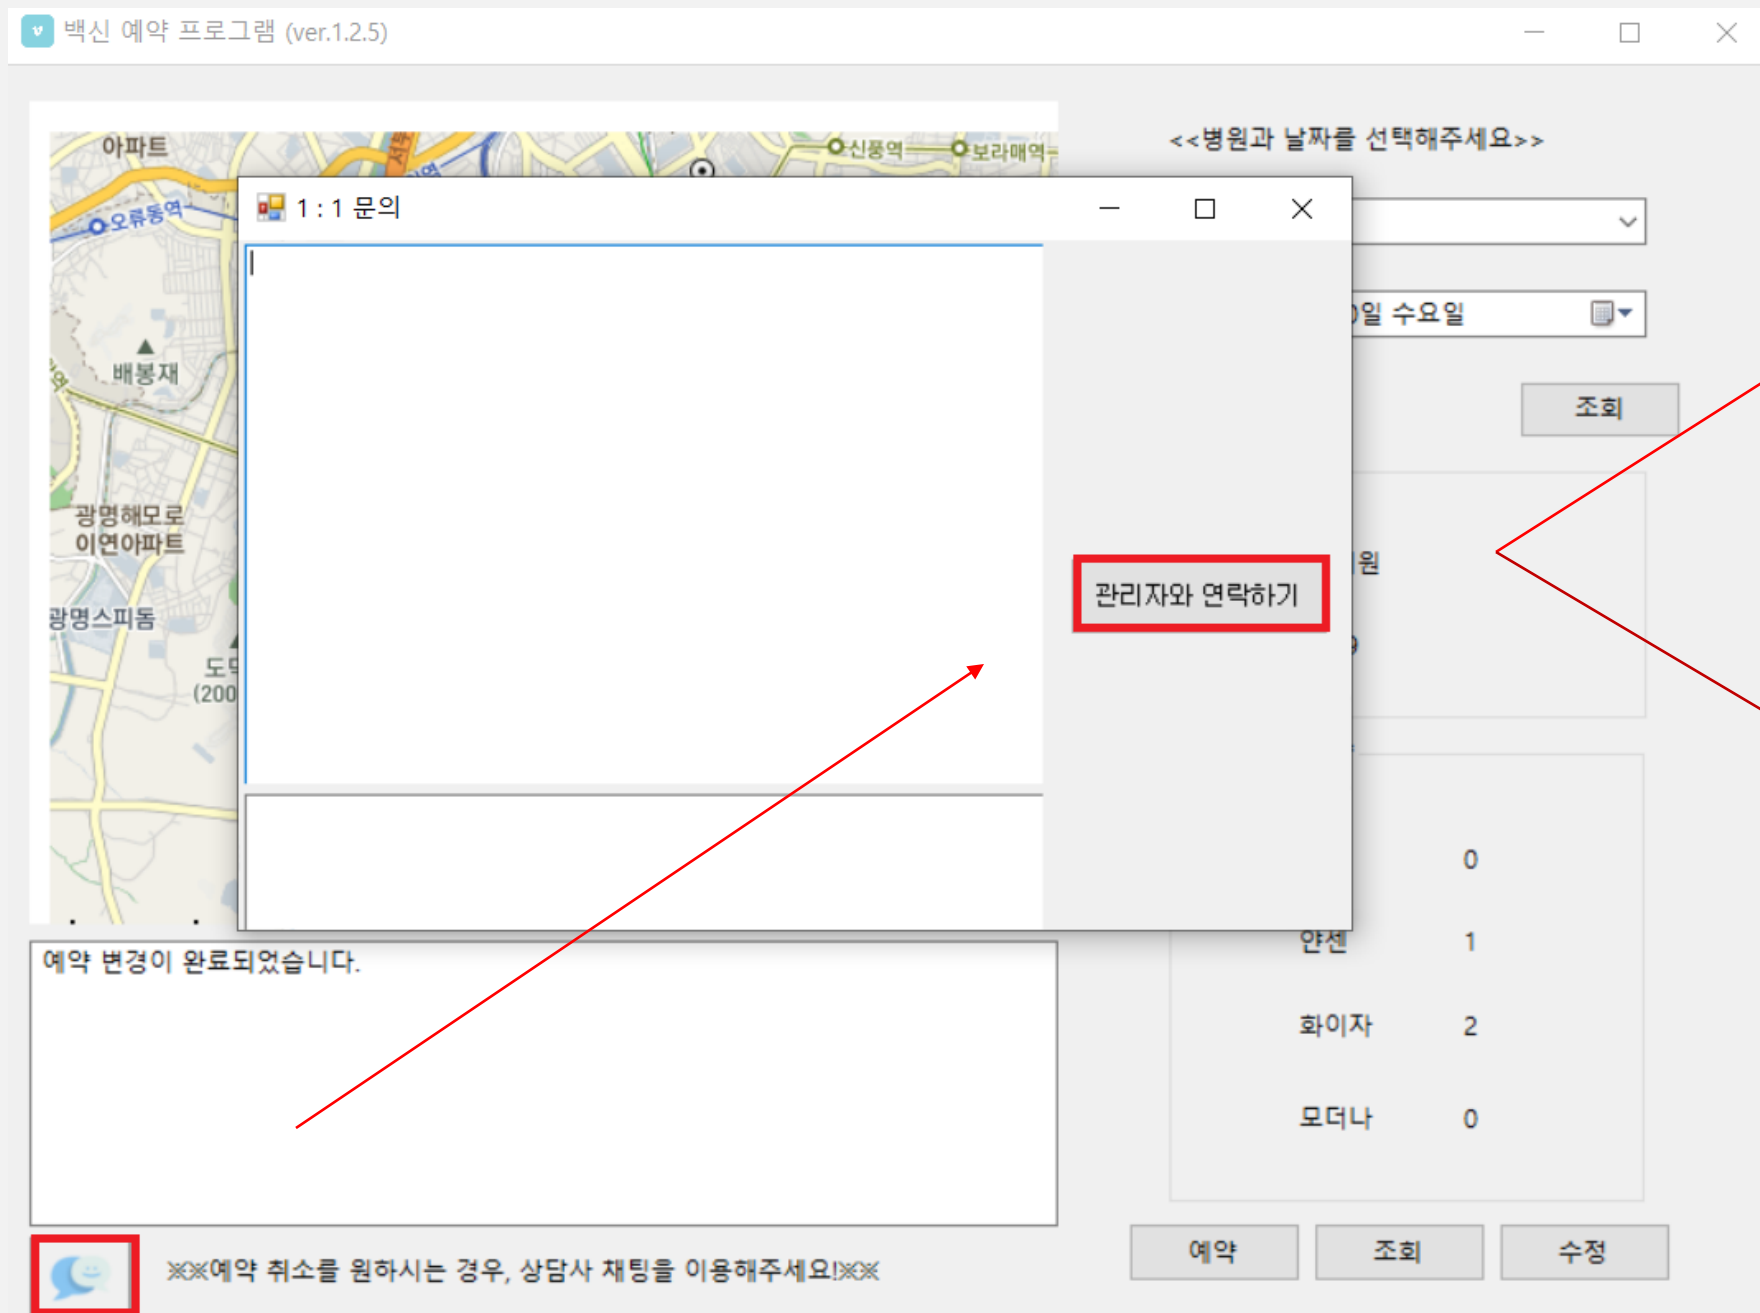 백신 예약 프로그램 (ver.1.2.5)
<<병원과 날짜를 선택해주세요>>
아파트
신풍역
보라매역
오류동역
1 : 1 문의
일 수요일
조회
배봉재
광명해모로
이연아파트
원
관리자와 연락하기
광명스피돔
(200
0
얀센 1
화이자 2
모더나 0
예약 변경이 완료되었습니다.
예약 조회 수정
※※예약 취소를 원하시는 경우, 상담사 채팅을 이용해주세요!※※